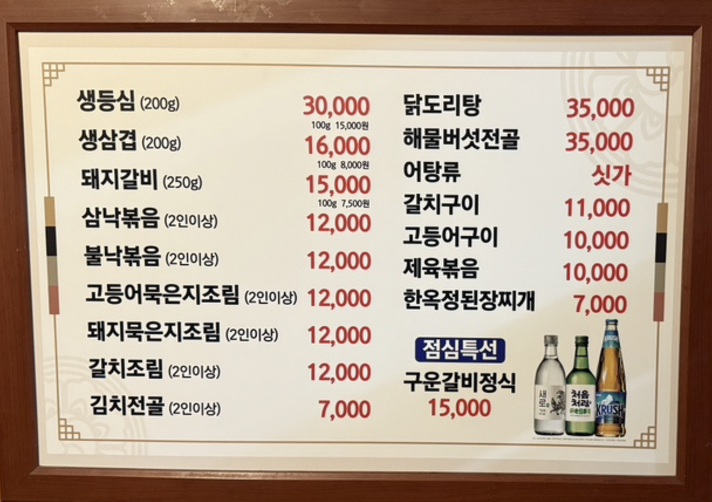 생등심 (200g) 30,000
100g 15,000원
생삼겹 (200g) 16,000
100g 8,000원
돼지갈비 (250g) 15,000
100g 7,500원
삼낙볶음 (2인이상) 12,000
불낙볶음 (2인이상) 12,000
고등어묵은지조림 (2인이상) 12,000
돼지묵은지조림 (2인이상) 12,000
갈치조림 (2인이상) 12,000
김치전골 (2인이상) 7,000
닭도리탕 35,000
해물버섯전골 35,000
어탕류 싯가
갈치구이 11,000
고등어구이 10,000
제육볶음 10,000
한옥정된장찌개 7,000
점심특선
구운갈비정식
15,000
새로
처음
처럼
KRUSH